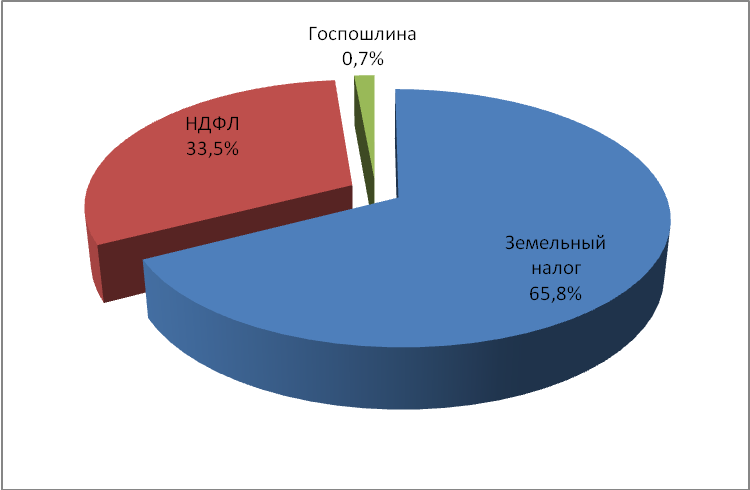 Госпошлина
0,7%
НДФЛ
33,5%
Земельный
налог
65,8%